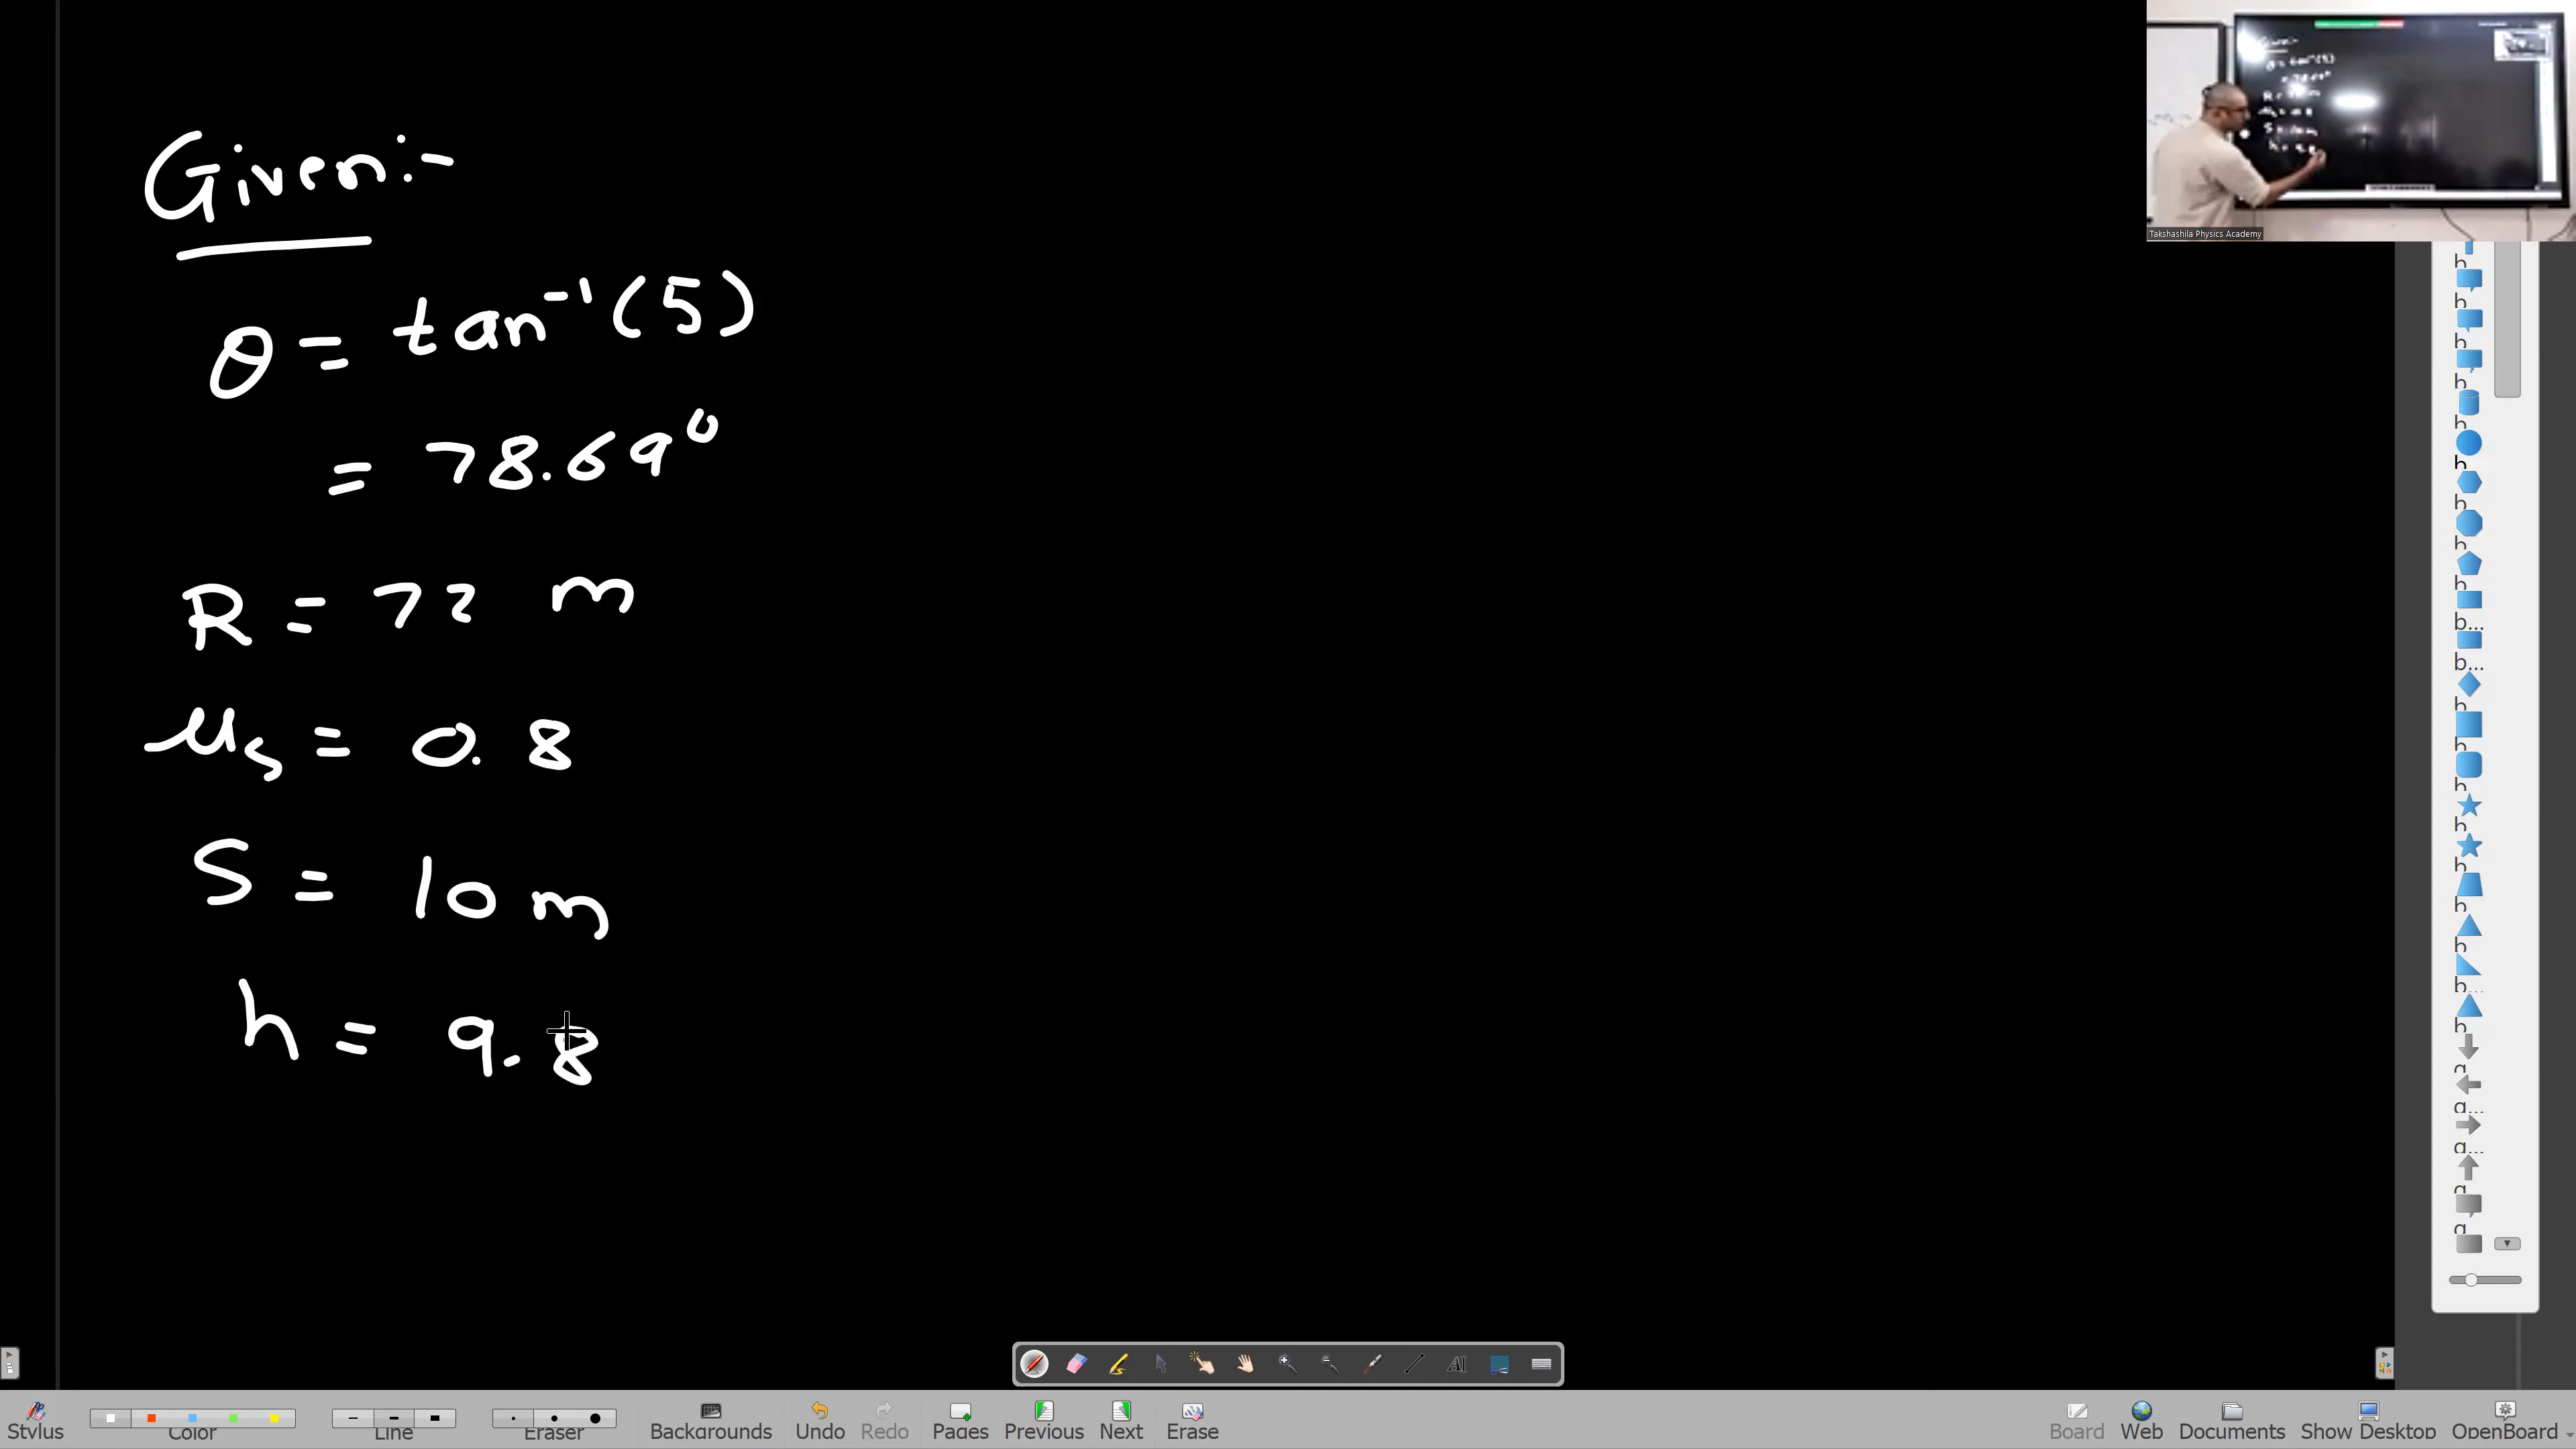 Given:-
θ = tan⁻¹(5)
= 78.69⁰
R = 72 m
μₛ = 0.8
S = 10 m
h = 9.8
Takshashila Physics Academy
b
b
b
b
b
b
b
b
b
b...
b...
b
b
b
b
b
b
b
b...
b
a
a...
a...
a
a
Stylus
Color
Line
Eraser
Backgrounds
Undo
Redo
Pages
Previous
Next
Erase
Board
Web
Documents
Show Desktop
OpenBoard